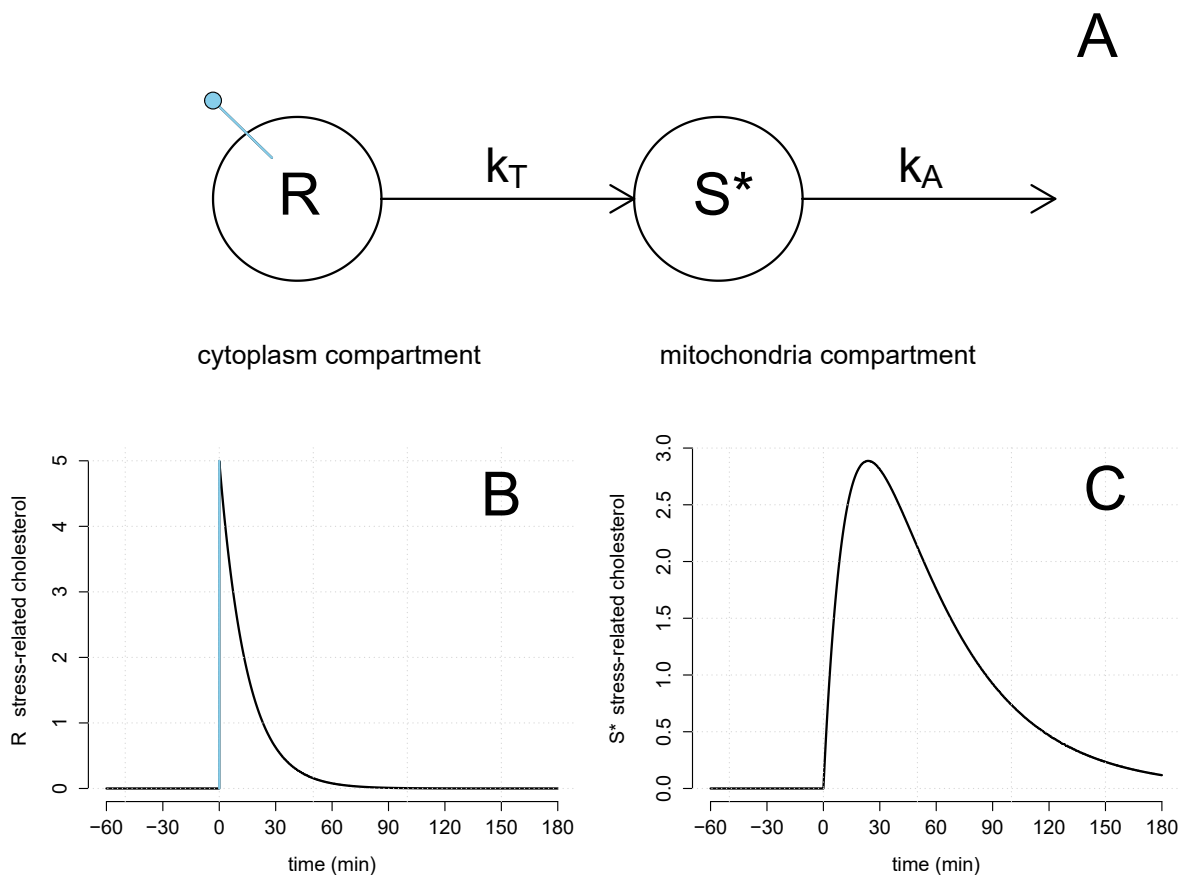 A
R
k_T
S*
k_A
cytoplasm compartment
mitochondria compartment
B
R stress-related cholesterol
5
4
3
2
1
0
−60 −30 0 30 60 90 120 150 180
time (min)
C
S* stress-related cholesterol
3.0
2.5
2.0
1.5
1.0
0.5
0.0
−60 −30 0 30 60 90 120 150 180
time (min)